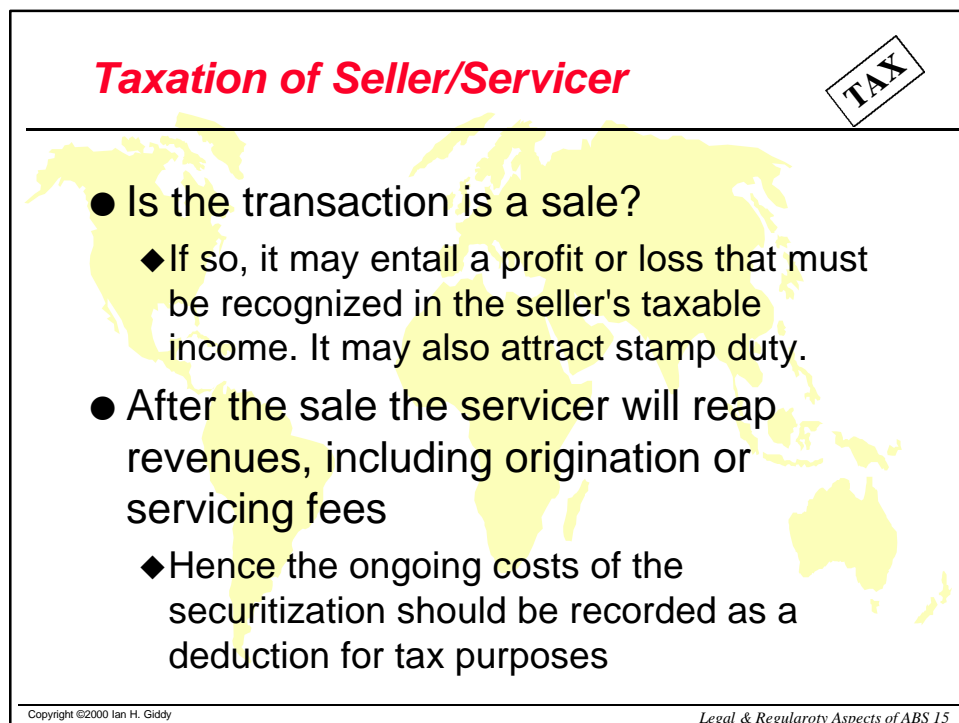 Taxation of Seller/Servicer
TAX
● Is the transaction is a sale?
◆If so, it may entail a profit or loss that must
be recognized in the seller's taxable
income. It may also attract stamp duty.
● After the sale the servicer will reap
revenues, including origination or
servicing fees
◆Hence the ongoing costs of the
securitization should be recorded as a
deduction for tax purposes
Copyright ©2000 Ian H. Giddy
Legal & Regularoty Aspects of ABS 15